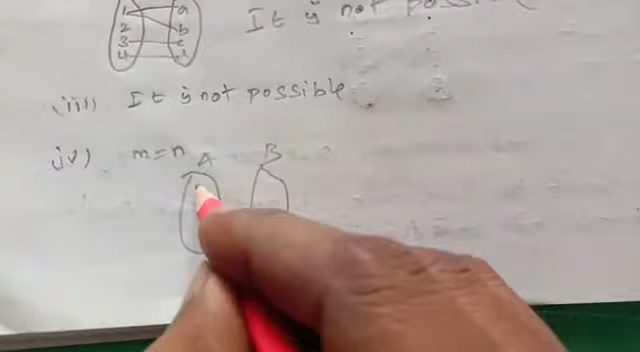 It is not possible
1 a
2 b
3 c
4 d
(iii) It is not possible
iv) m=n A B